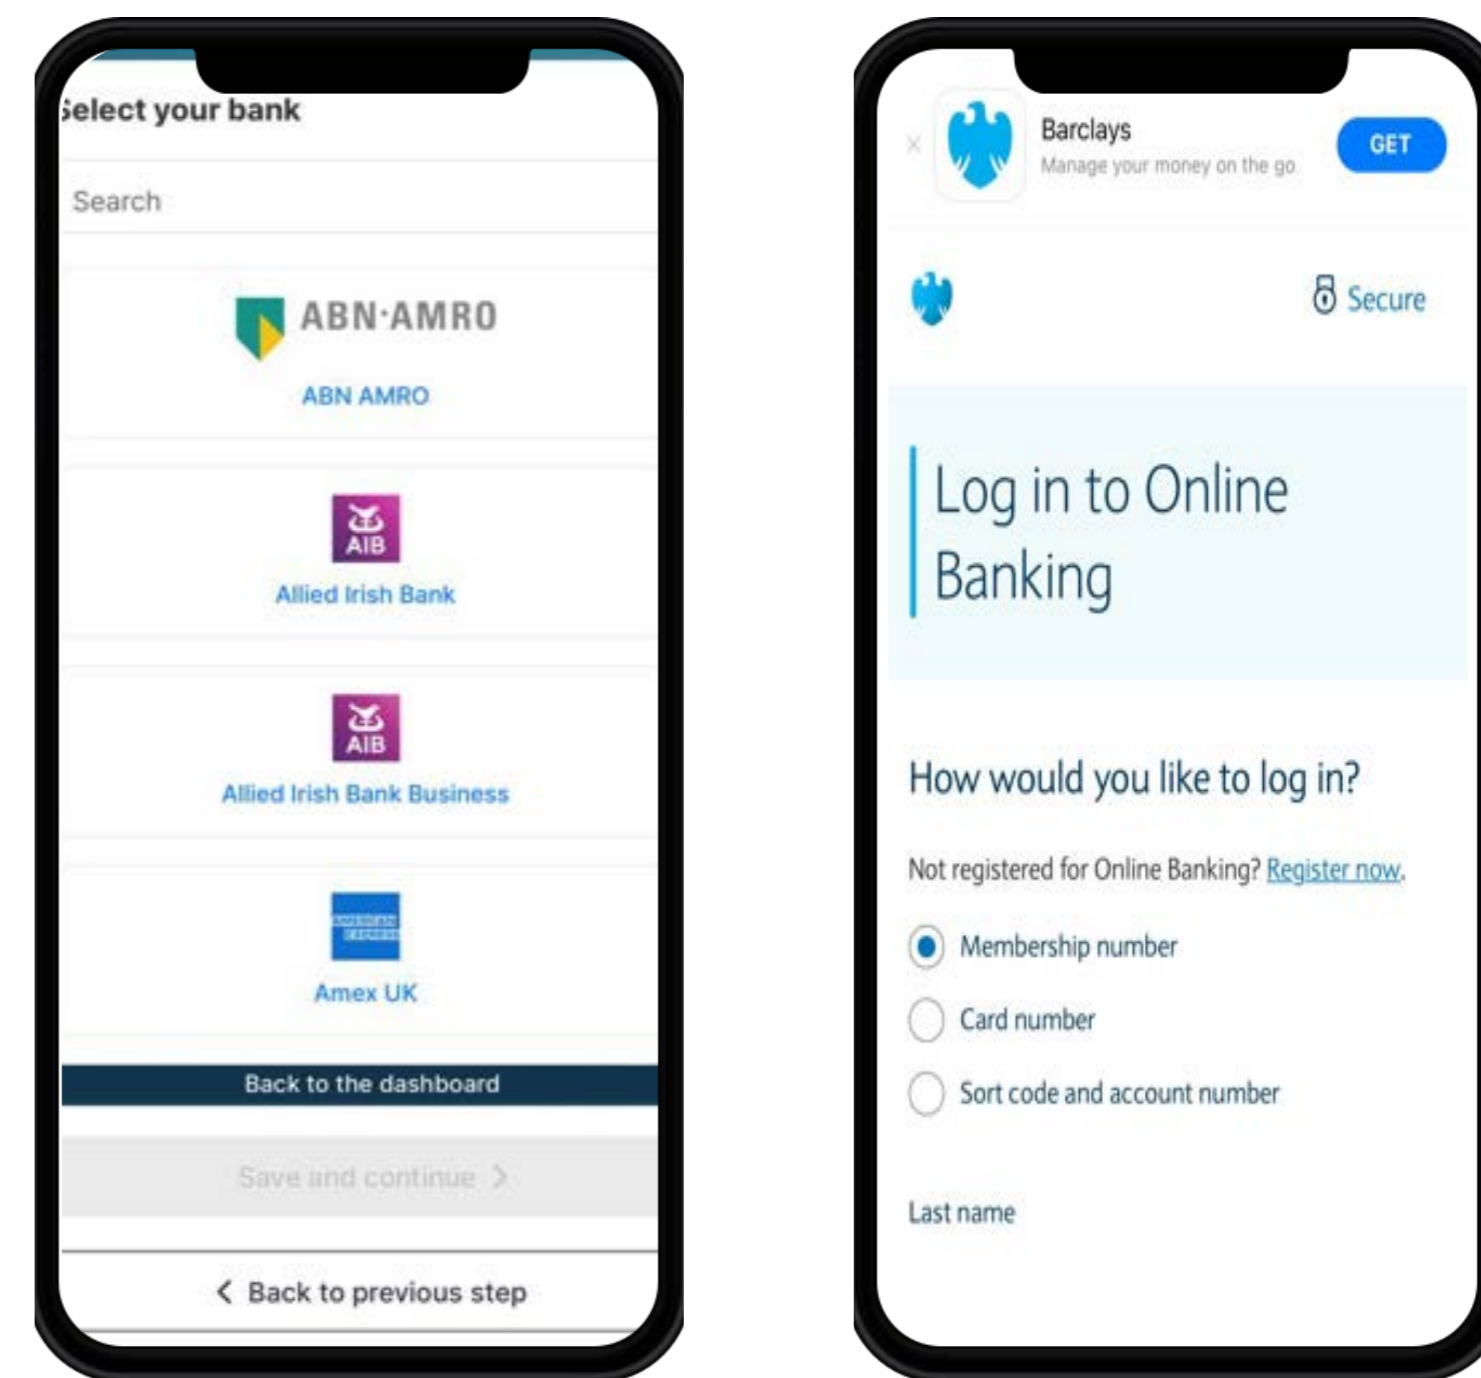 Select your bank
Search
ABN·AMRO
ABN AMRO
AIB
Allied Irish Bank
AIB
Allied Irish Bank Business
AMERICAN
EXPRESS
Amex UK
Back to the dashboard
Save and continue >
< Back to previous step
× Barclays
Manage your money on the go
GET
Secure
Log in to Online
Banking
How would you like to log in?
Not registered for Online Banking? Register now.
Membership number
Card number
Sort code and account number
Last name